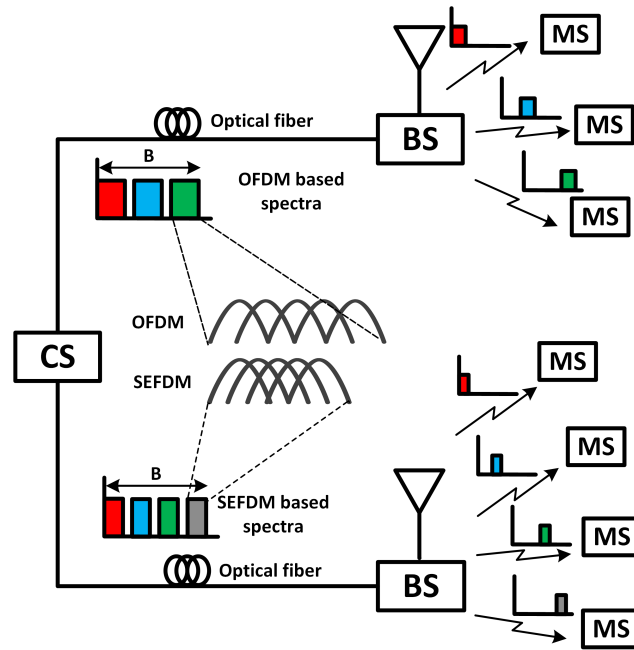 MS
Optical fiber
BS
MS
B
OFDM based
spectra
MS
OFDM
CS
SEFDM
MS
B
MS
SEFDM based
spectra
MS
Optical fiber
BS
MS